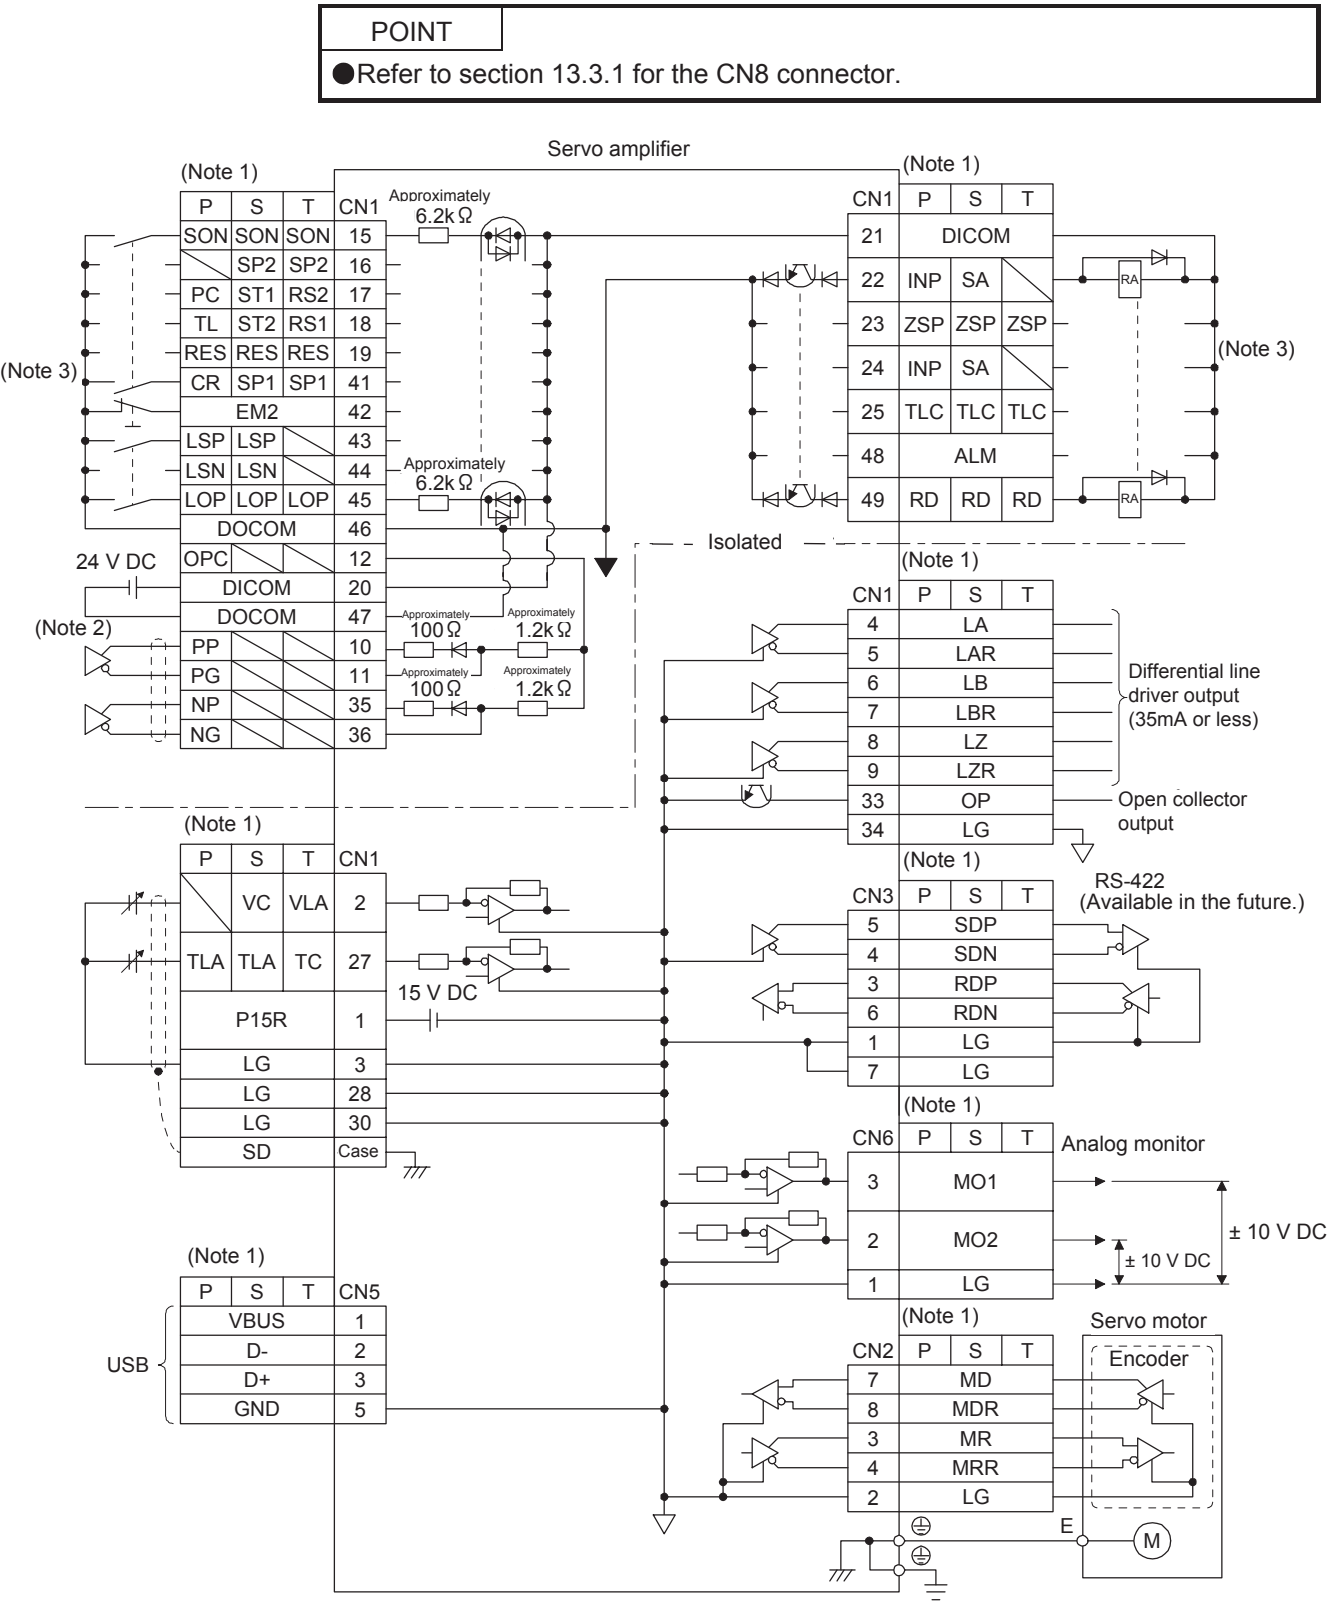 POINT
●Refer to section 13.3.1 for the CN8 connector.
Servo amplifier
(Note 1)
P S T CN1
SON SON SON 15
SP2 SP2 16
PC ST1 RS2 17
TL ST2 RS1 18
RES RES RES 19
CR SP1 SP1 41
EM2 42
LSP LSP 43
LSN LSN 44
LOP LOP LOP 45
DOCOM 46
OPC 12
DICOM 20
DOCOM 47
PP 10
PG 11
NP 35
NG 36
(Note 3)
24 V DC
(Note 2)
Approximately
6.2kΩ
Approximately
6.2kΩ
Approximately
100Ω
Approximately
1.2kΩ
Approximately
100Ω
Approximately
1.2kΩ
(Note 1)
CN1 P S T
21 DICOM
22 INP SA
23 ZSP ZSP ZSP
24 INP SA
25 TLC TLC TLC
48 ALM
49 RD RD RD
RA
RA
(Note 3)
Isolated
(Note 1)
CN1 P S T
4 LA
5 LAR
6 LB
7 LBR
8 LZ
9 LZR
33 OP
34 LG
Differential line
driver output
(35mA or less)
Open collector
output
(Note 1)
P S T CN1
VC VLA 2
TLA TLA TC 27
P15R 1
LG 3
LG 28
LG 30
SD Case
15 V DC
(Note 1)
CN3 P S T
5 SDP
4 SDN
3 RDP
6 RDN
1 LG
7 LG
RS-422
(Available in the future.)
(Note 1)
CN6 P S T
3 MO1
2 MO2
1 LG
Analog monitor
± 10 V DC
± 10 V DC
(Note 1)
P S T CN5
VBUS 1
D- 2
D+ 3
GND 5
USB
(Note 1)
CN2 P S T
7 MD
8 MDR
3 MR
4 MRR
2 LG
Servo motor
Encoder
E
M